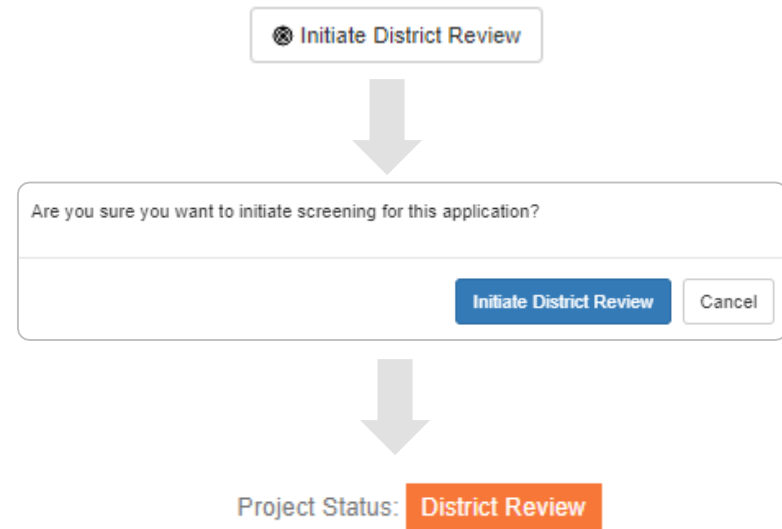 Initiate District Review
Are you sure you want to initiate screening for this application?
Initiate District Review Cancel
Project Status: District Review